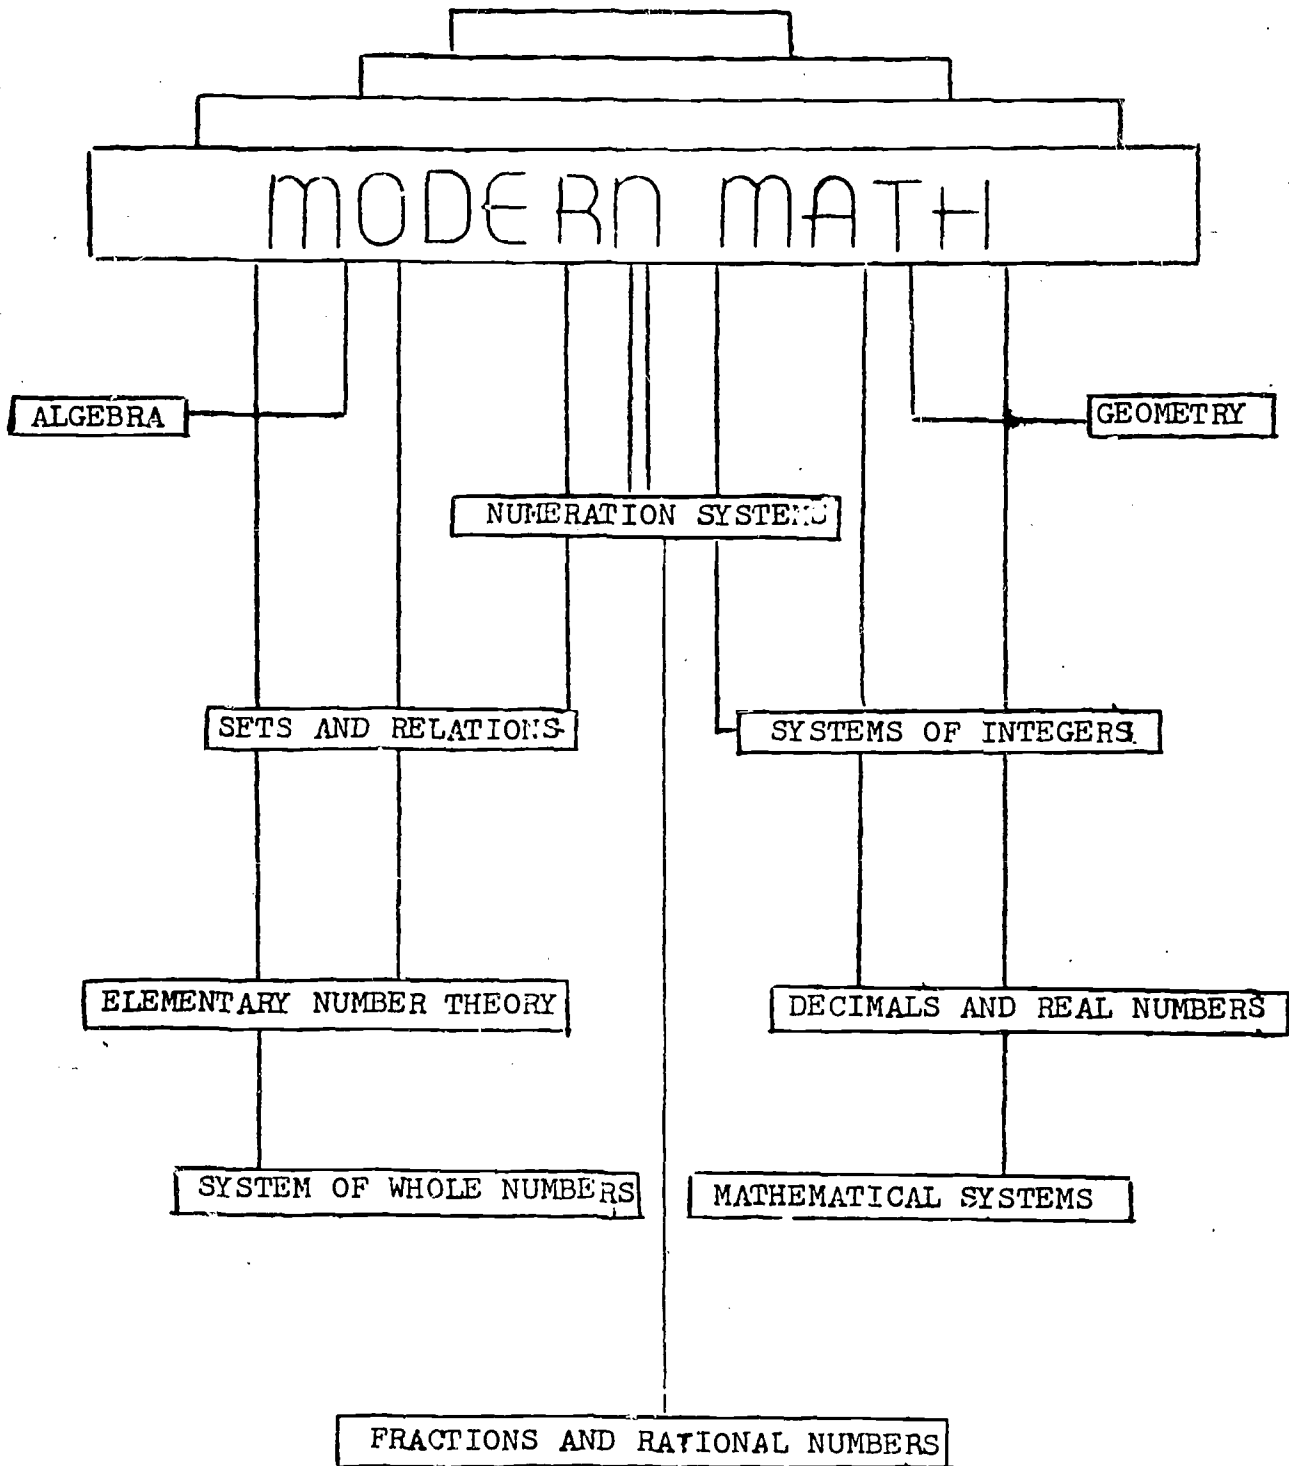 MODERN MATH
ALGEBRA
GEOMETRY
NUMERATION SYSTEMS
SETS AND RELATIONS
SYSTEMS OF INTEGERS
ELEMENTARY NUMBER THEORY
DECIMALS AND REAL NUMBERS
SYSTEM OF WHOLE NUMBERS
MATHEMATICAL SYSTEMS
FRACTIONS AND RATIONAL NUMBERS